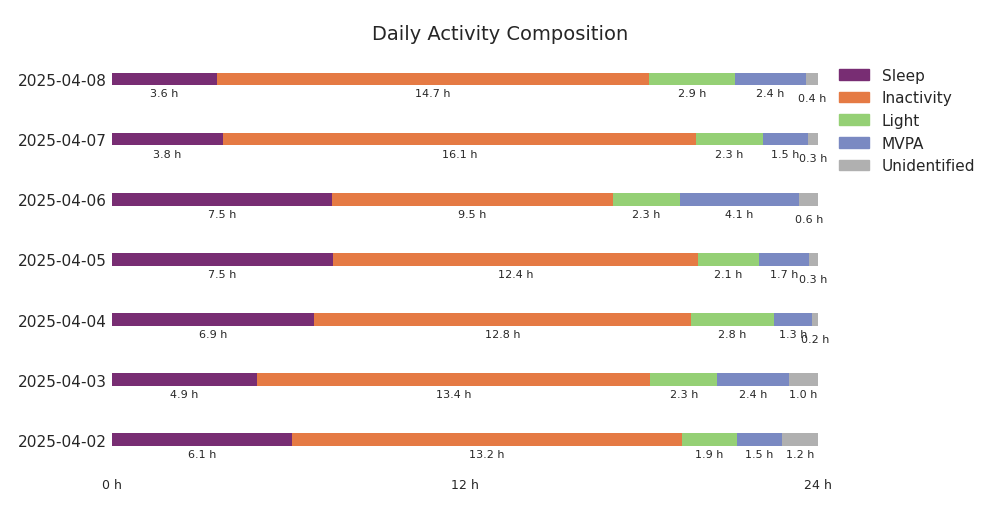 Daily Activity Composition
2025-04-08
3.6 h 14.7 h 2.9 h 2.4 h 0.4 h
2025-04-07
3.8 h 16.1 h 2.3 h 1.5 h 0.3 h
2025-04-06
7.5 h 9.5 h 2.3 h 4.1 h 0.6 h
2025-04-05
7.5 h 12.4 h 2.1 h 1.7 h 0.3 h
2025-04-04
6.9 h 12.8 h 2.8 h 1.3 h 0.2 h
2025-04-03
4.9 h 13.4 h 2.3 h 2.4 h 1.0 h
2025-04-02
6.1 h 13.2 h 1.9 h 1.5 h 1.2 h
0 h 12 h 24 h
Sleep
Inactivity
Light
MVPA
Unidentified